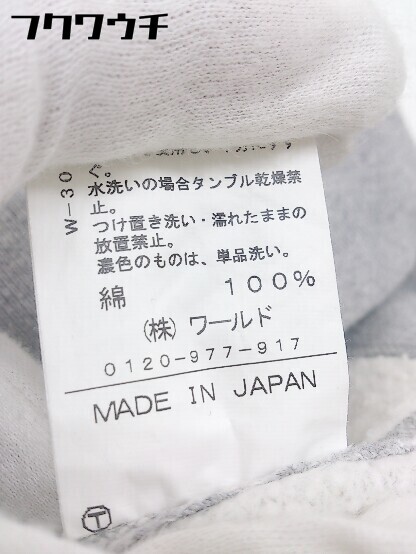 フクワウチ
W-30
ぐ。
水洗いの場合タンブル乾燥禁
止。
つけ置き洗い・濡れたままの
放置禁止。
濃色のものは、単品洗い。
綿 100%
(株) ワールド
0120-977-917
MADE IN JAPAN
T